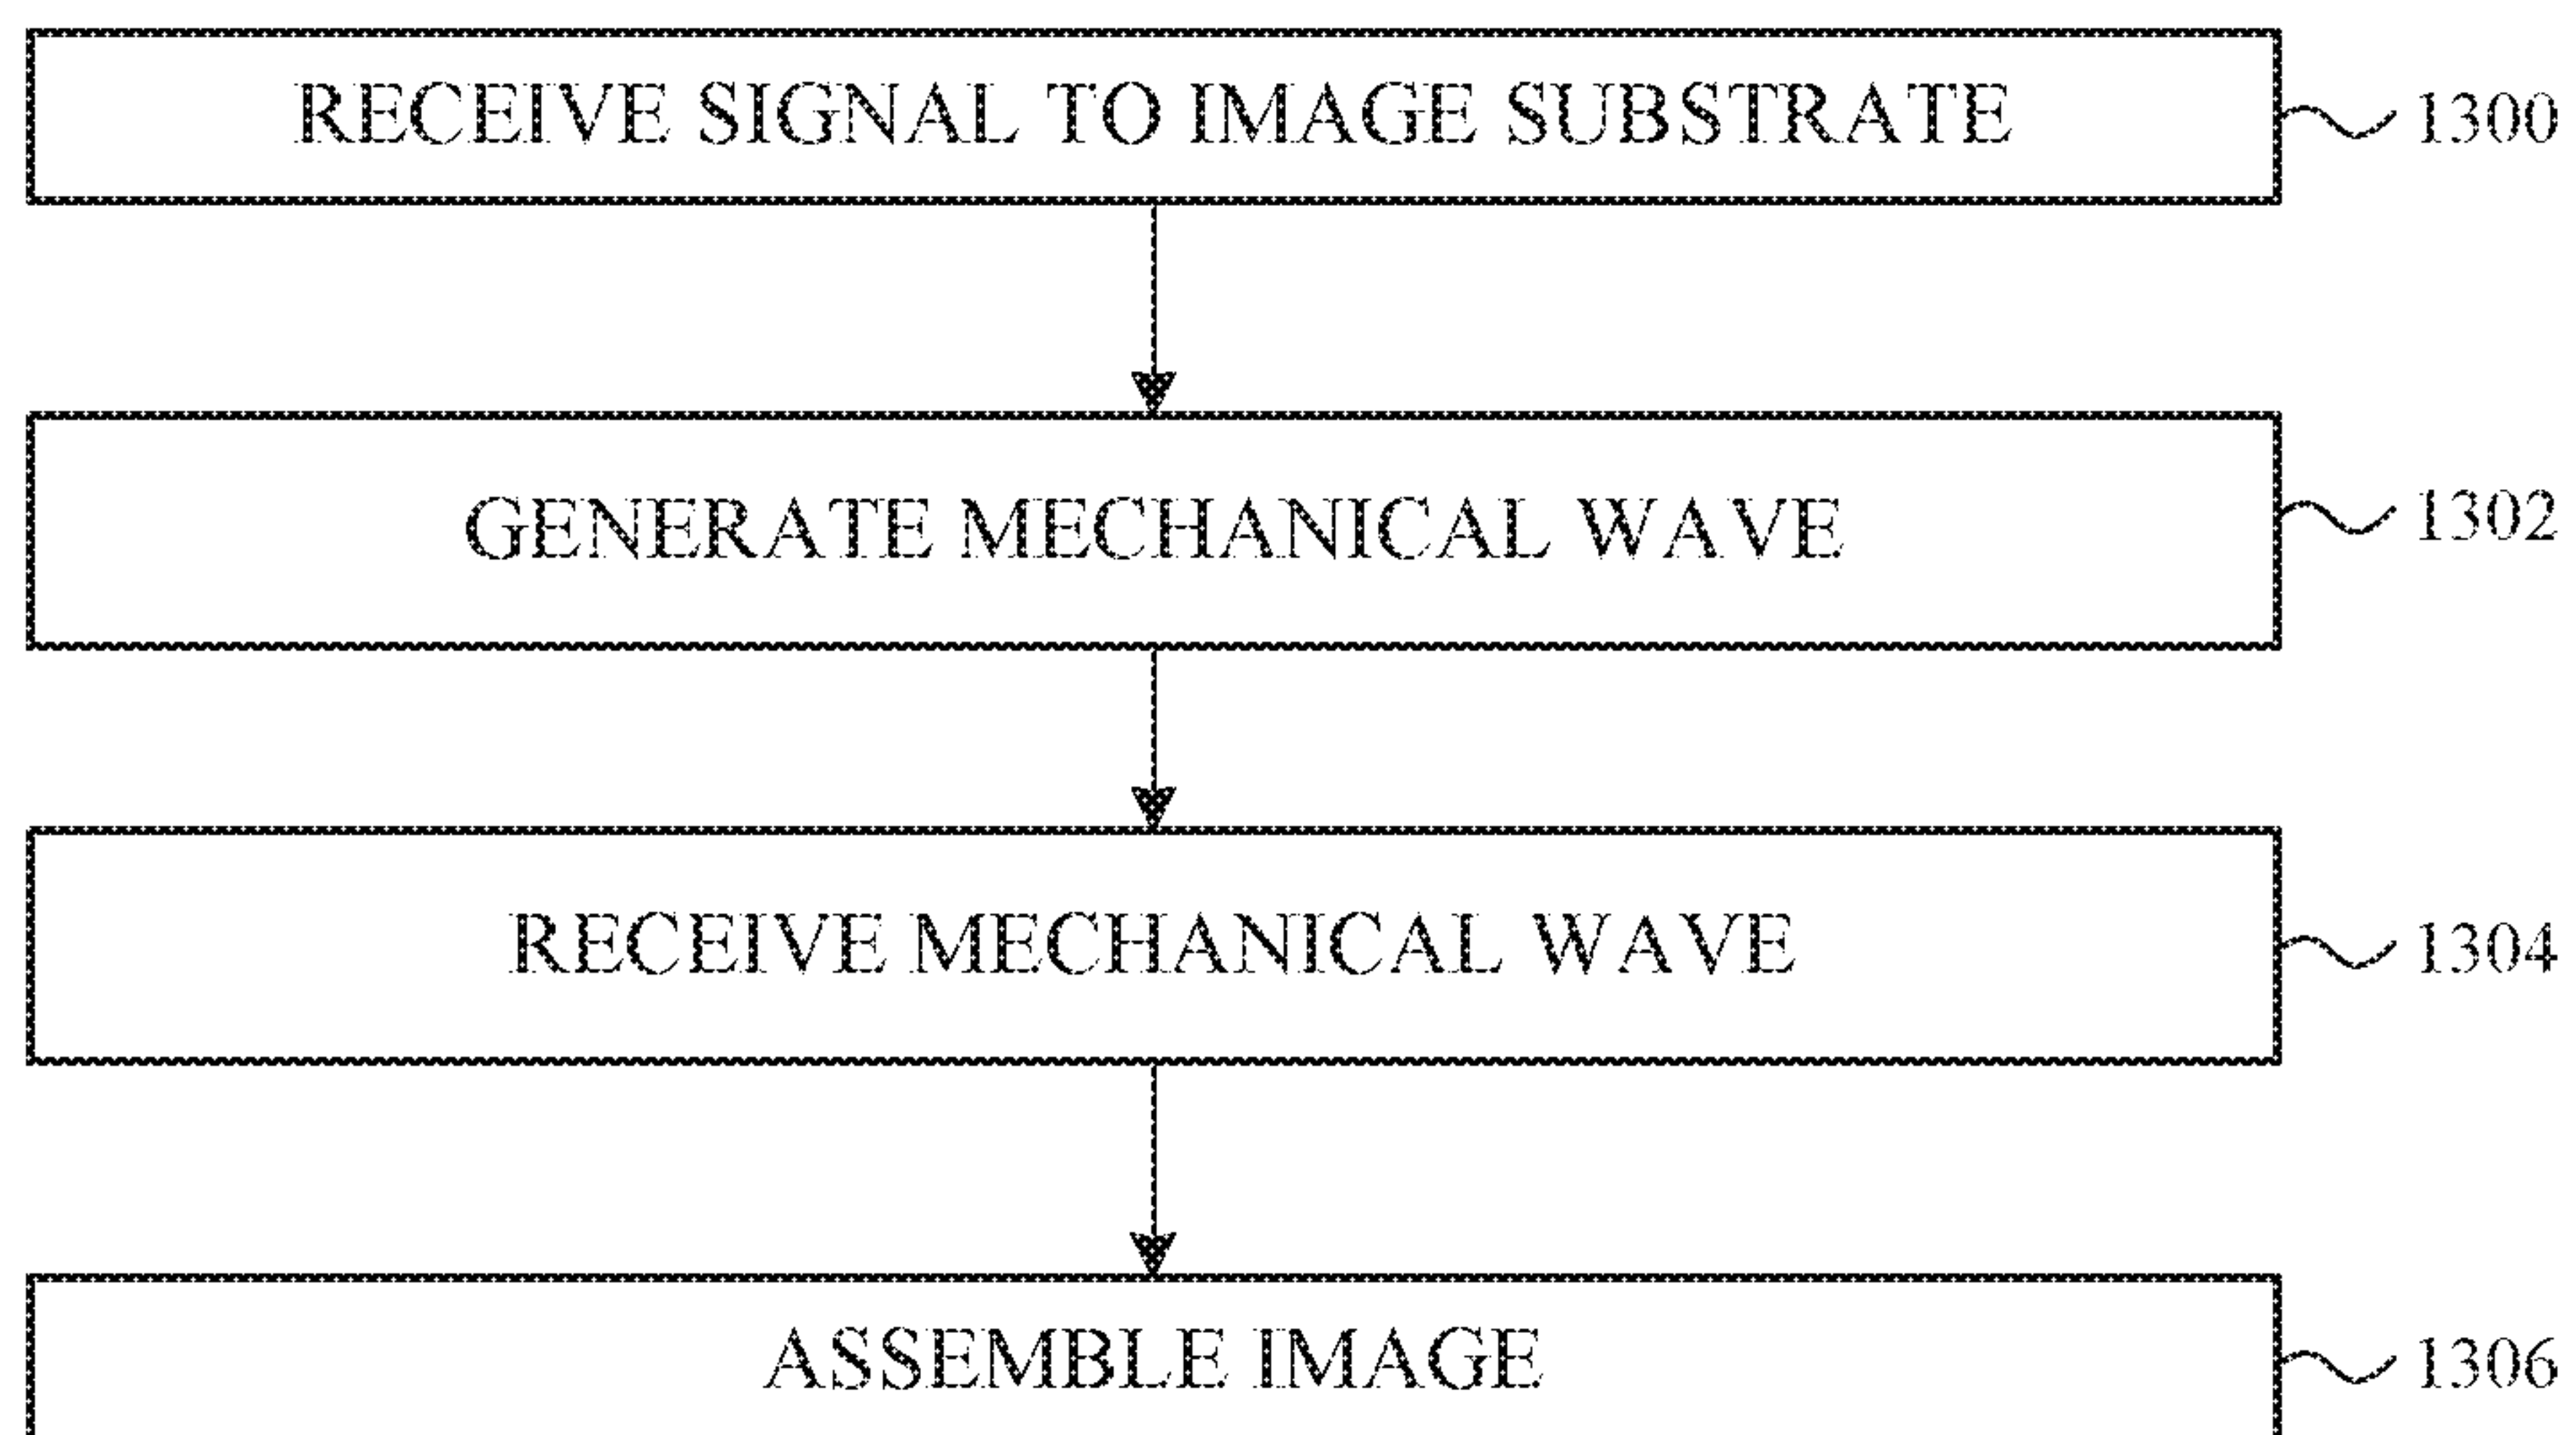 RECEIVE SIGNAL TO IMAGE SUBSTRATE 1300
GENERATE MECHANICAL WAVE 1302
RECEIVE MECHANICAL WAVE 1304
ASSEMBLE IMAGE 1306